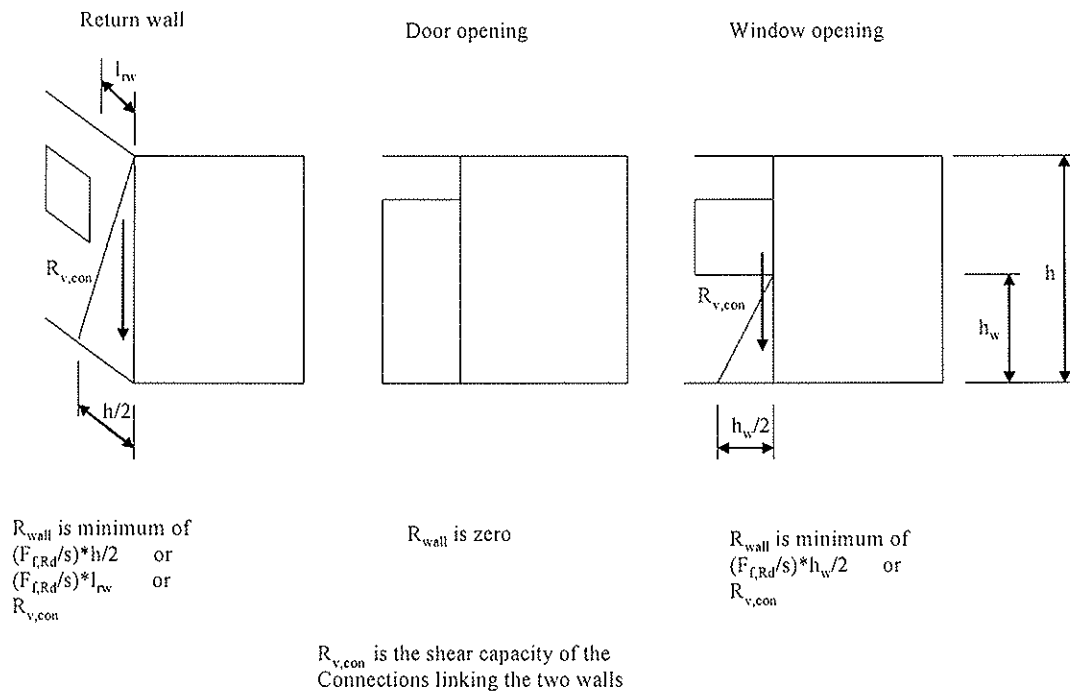 Return wall
Door opening
Window opening
l_rw
R_v,con
h/2
R_v,con
h
h_w
h_w/2
R_wall is minimum of
(F_f,Rd/s)*h/2 or
(F_f,Rd/s)*l_rw or
R_v,con
R_wall is zero
R_wall is minimum of
(F_f,Rd/s)*h_w/2 or
R_v,con
R_v,con is the shear capacity of the
Connections linking the two walls